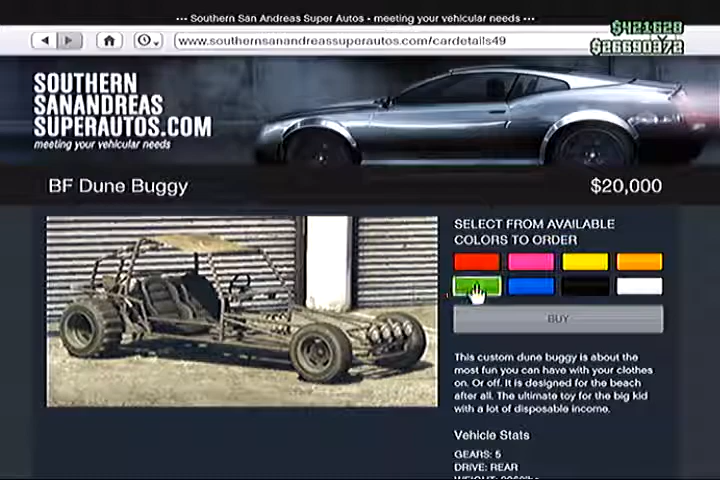 --- Southern San Andreas Super Autos - meeting your vehicular needs ---
$421628
www.southernsanandreassuperautos.com/cardetails49
$26690372
SOUTHERN
SANANDREAS
SUPERAUTOS.COM
meeting your vehicular needs
BF Dune Buggy
$20,000
SELECT FROM AVAILABLE
COLORS TO ORDER
BUY
This custom dune buggy is about the
most fun you can have with your clothes
on. Or off. It is designed for the beach
after all. The ultimate toy for the big kid
with a lot of disposable income.
Vehicle Stats
GEARS: 5
DRIVE: REAR